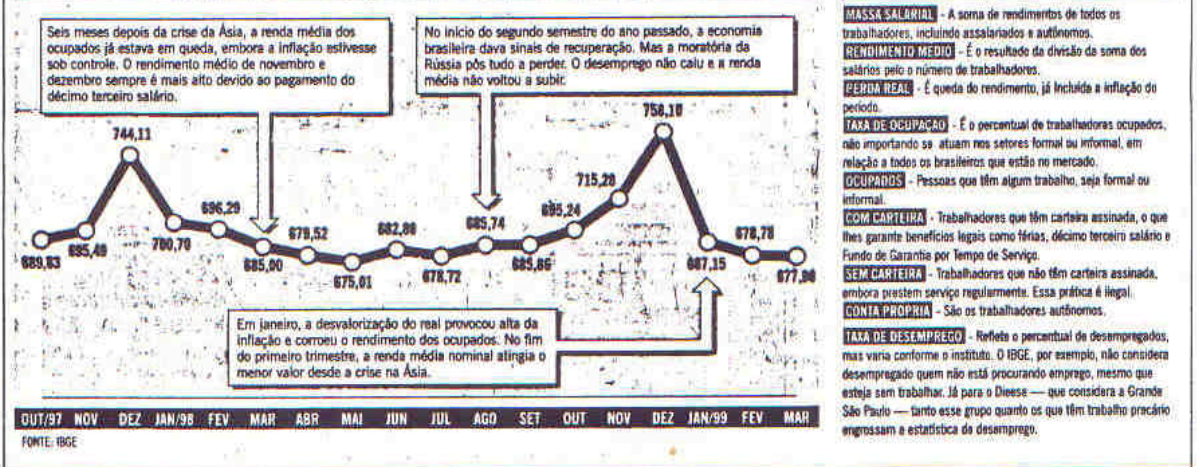 Seis meses depois da crise da Ásia, a renda média dos
ocupados já estava em queda, embora a inflação estivesse
sob controle. O rendimento médio de novembro e
dezembro sempre é mais alto devido ao pagamento do
décimo terceiro salário.
No início do segundo semestre do ano passado, a economia
brasileira dava sinais de recuperação. Mas a moratória da
Rússia pôs tudo a perder. O desemprego não caiu e a renda
média não voltou a subir.
689,83
695,49
744,11
700,70
696,29
685,00
679,52
675,01
682,86
678,72
685,74
685,86
695,24
715,28
758,10
687,15
678,78
677,98
Em janeiro, a desvalorização do real provocou alta da
inflação e corroeu o rendimento dos ocupados. No fim
do primeiro trimestre, a renda média nominal atingia o
menor valor desde a crise na Ásia.
OUT/97 NOV DEZ JAN/98 FEV MAR ABR MAI JUN JUL AGO SET OUT NOV DEZ JAN/99 FEV MAR
FONTE: IBGE
MASSA SALARIAL - A soma de rendimentos de todos os
trabalhadores, incluindo assalariados e autônomos.
RENDIMENTO MÉDIO - É o resultado da divisão da soma dos
salários pelo o número de trabalhadores.
PERDA REAL - É queda do rendimento, já incluída a inflação do
período.
TAXA DE OCUPAÇÃO - É o percentual de trabalhadores ocupados,
não importando se atuam nos setores formal ou informal, em
relação a todos os brasileiros que estão no mercado.
OCUPADOS - Pessoas que têm algum trabalho, seja formal ou
informal.
COM CARTEIRA - Trabalhadores que têm carteira assinada, o que
lhes garante benefícios legais como férias, décimo terceiro salário e
Fundo de Garantia por Tempo de Serviço.
SEM CARTEIRA - Trabalhadores que não têm carteira assinada,
embora prestem serviço regularmente. Essa prática é ilegal.
CONTA PRÓPRIA - São os trabalhadores autônomos.
TAXA DE DESEMPREGO - Reflete o percentual de desempregados,
mas varia conforme o instituto. O IBGE, por exemplo, não considera
desempregado quem não está procurando emprego, mesmo que
esteja sem trabalhar. Já para o Dieese — que considera a Grande
São Paulo — tanto esse grupo quanto os que têm trabalho precário
engrossam a estatística do desemprego.